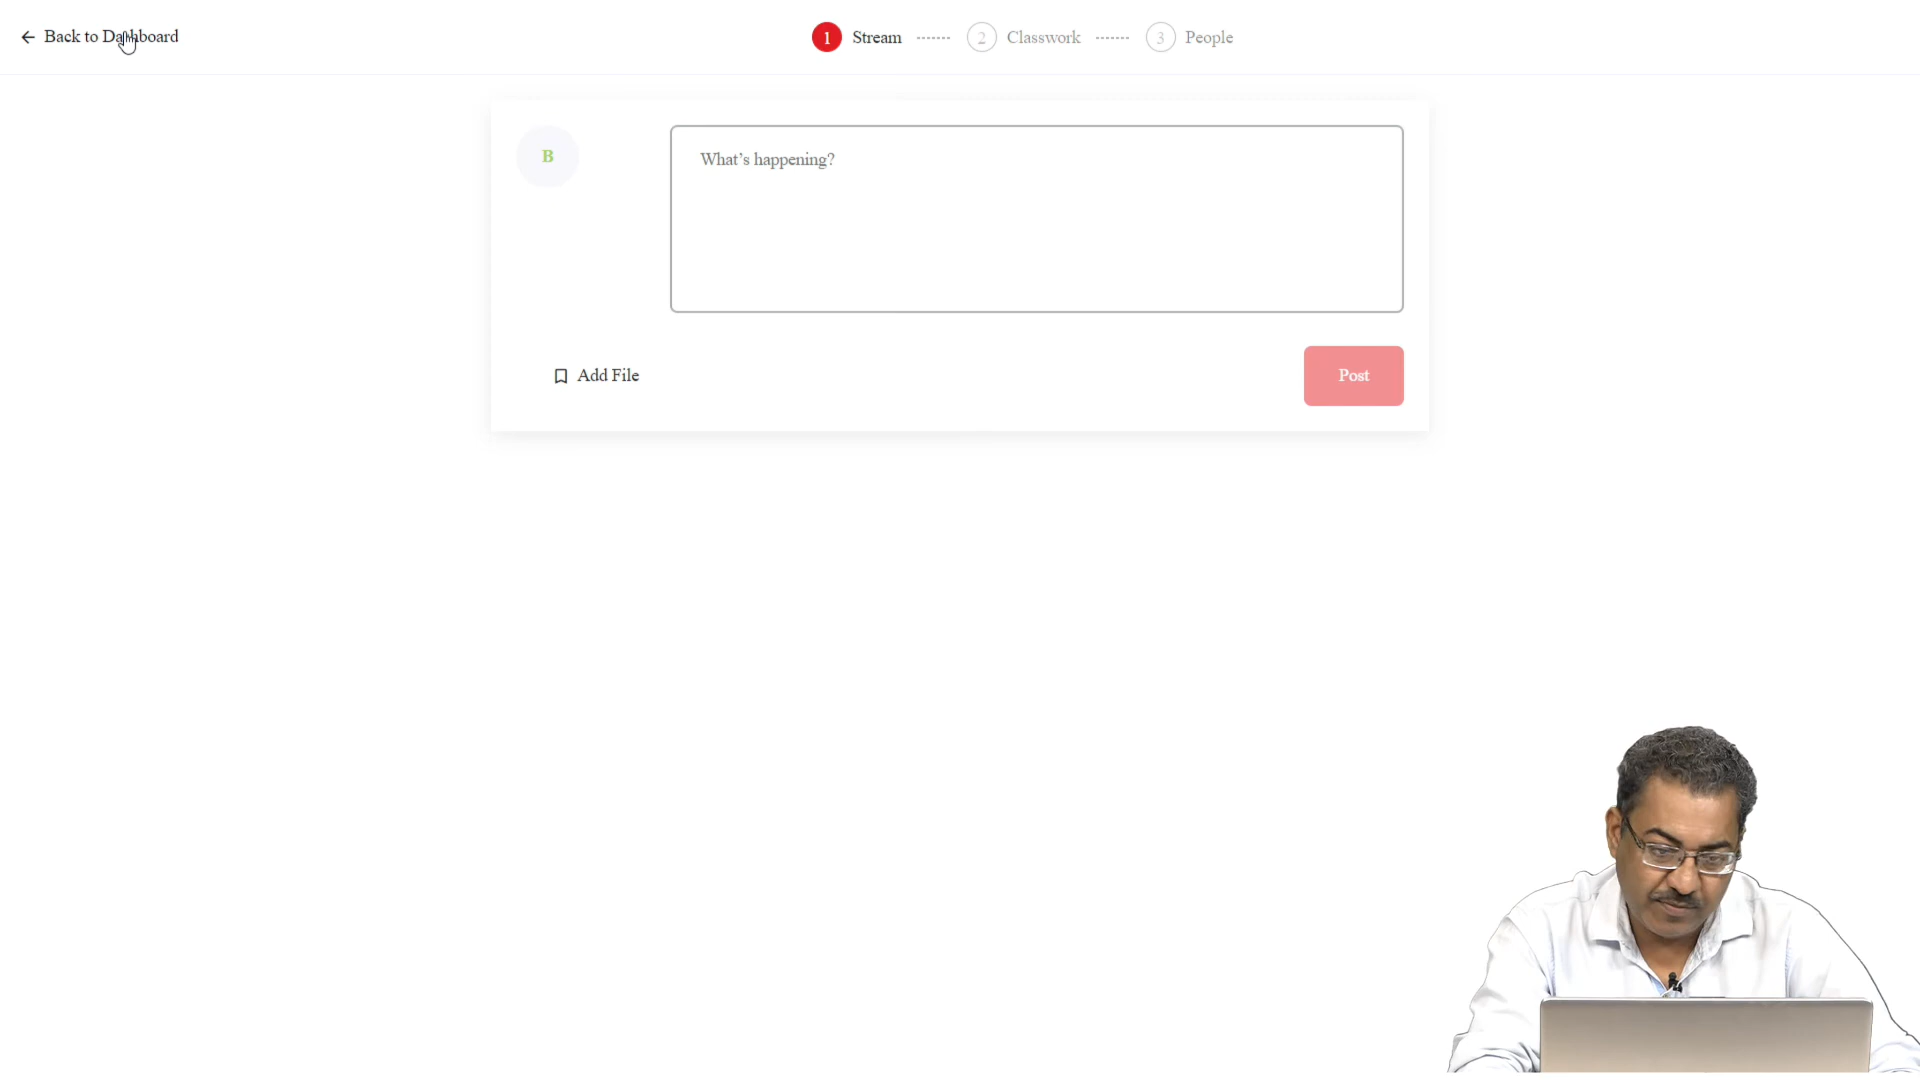 Back to Dashboard
1 Stream 2 Classwork 3 People
B
What's happening?
Add File
Post